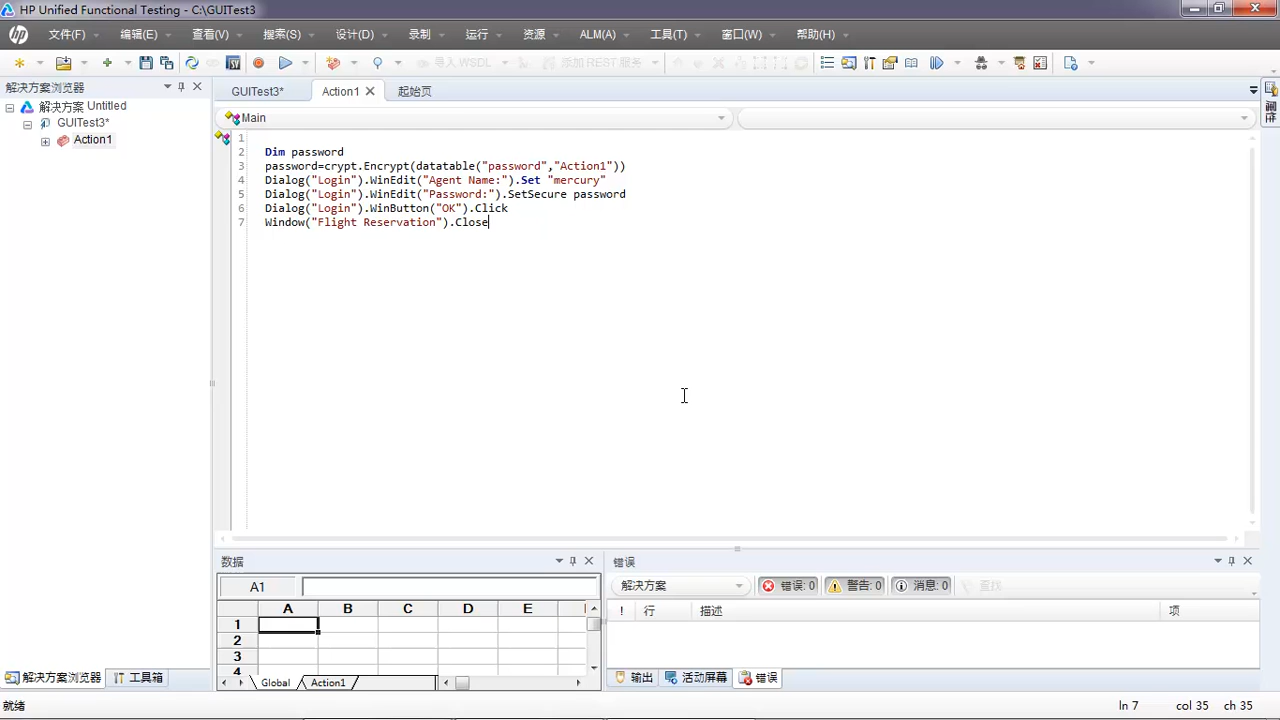 HP Unified Functional Testing - C:\GUITest3
文件(F) 编辑(E) 查看(V) 搜索(S) 设计(D) 录制 运行 资源 ALM(A) 工具(T) 窗口(W) 帮助(H)
导入 WSDL 添加 REST 服务
解决方案浏览器
GUITest3* Action1 起始页
解决方案 Untitled
GUITest3*
Action1
Main
1
2 Dim password
3 password=crypt.Encrypt(datatable("password","Action1"))
4 Dialog("Login").WinEdit("Agent Name:").Set "mercury"
5 Dialog("Login").WinEdit("Password:").SetSecure password
6 Dialog("Login").WinButton("OK").Click
7 Window("Flight Reservation").Close
属性
数据
A1
A B C D E
1
2
3
4
Global Action1
错误
解决方案 错误: 0 警告: 0 消息: 0 查找
! 行 描述 项
解决方案浏览器 工具箱
输出 活动屏幕 错误
就绪 ln 7 col 35 ch 35